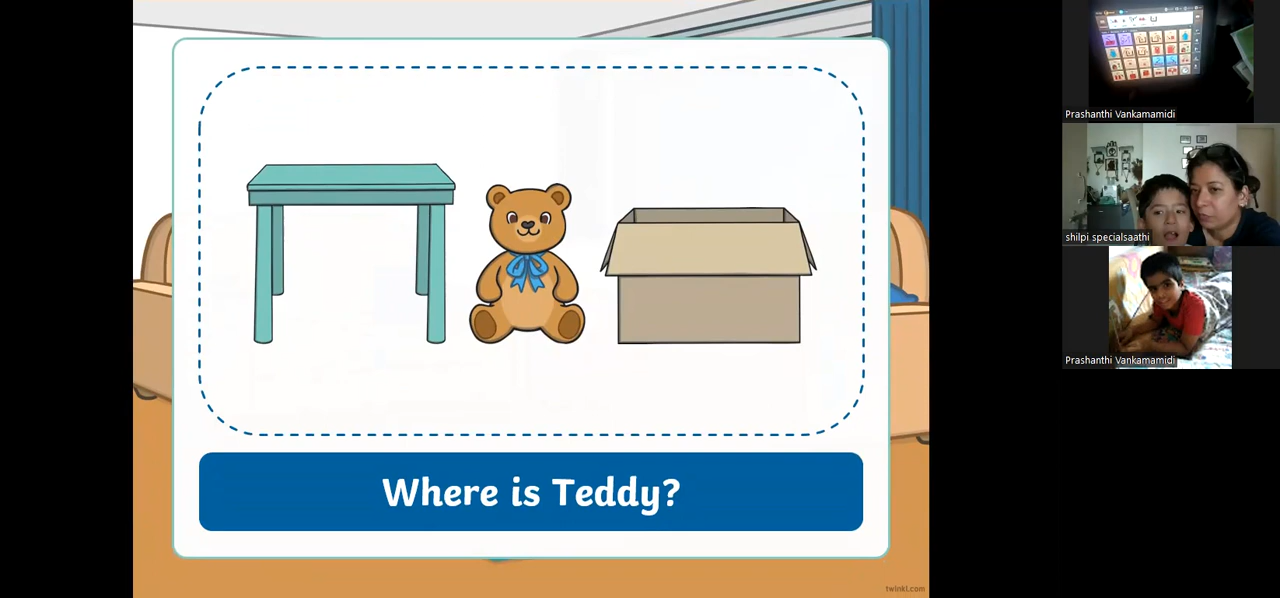 Where is Teddy?
twinkl.com
Prashanthi Vankamamidi
shilpi specialsaathi
Prashanthi Vankamamidi